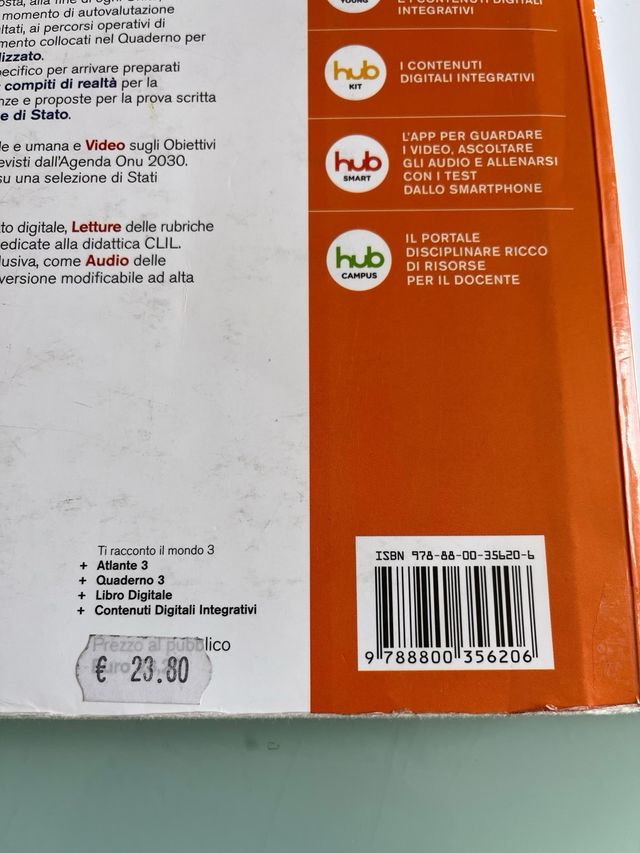 momento di autovalutazione
ltati, ai percorsi operativi di
mento collocati nel Quaderno per
lizzato.
pecifico per arrivare preparati
compiti di realtà per la
nze e proposte per la prova scritta
e di Stato.
le e umana e Video sugli Obiettivi
evisti dall'Agenda Onu 2030.
su una selezione di Stati
to digitale, Letture delle rubriche
edicate alla didattica CLIL.
lusiva, come Audio delle
versione modificabile ad alta
YOUNG
E I CONTENUTI DIGITALI
INTEGRATIVI
hub
KIT
I CONTENUTI
DIGITALI INTEGRATIVI
hub
SMART
L'APP PER GUARDARE
I VIDEO, ASCOLTARE
GLI AUDIO E ALLENARSI
CON I TEST
DALLO SMARTPHONE
hub
CAMPUS
IL PORTALE
DISCIPLINARE RICCO
DI RISORSE
PER IL DOCENTE
Ti racconto il mondo 3
+ Atlante 3
+ Quaderno 3
+ Libro Digitale
+ Contenuti Digitali Integrativi
Prezzo al pubblico
Euro
€ 23.80
ISBN 978-88-00-35620-6
9 788800 356206